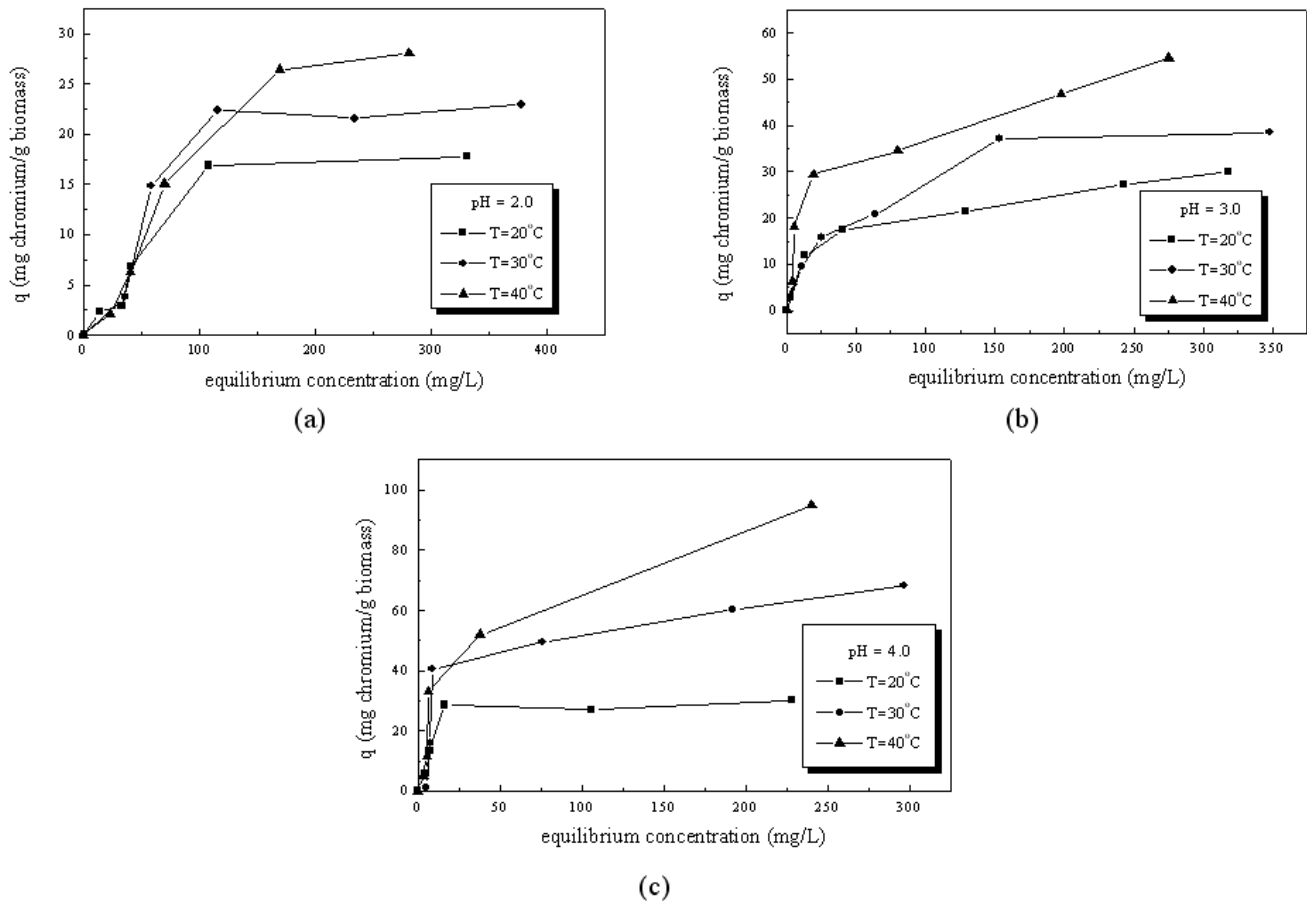 30
25
20
15
10
5
0
q (mg chromium/g biomass)
pH = 2.0
T=20°C
T=30°C
T=40°C
0 100 200 300 400
equilibrium concentration (mg/L)
(a)
60
50
40
30
20
10
0
q (mg chromium/g biomass)
pH = 3.0
T=20°C
T=30°C
T=40°C
0 50 100 150 200 250 300 350
equilibrium concentration (mg/L)
(b)
100
80
60
40
20
0
q (mg chromium/g biomass)
pH = 4.0
T=20°C
T=30°C
T=40°C
0 50 100 150 200 250 300
equilibrium concentration (mg/L)
(c)